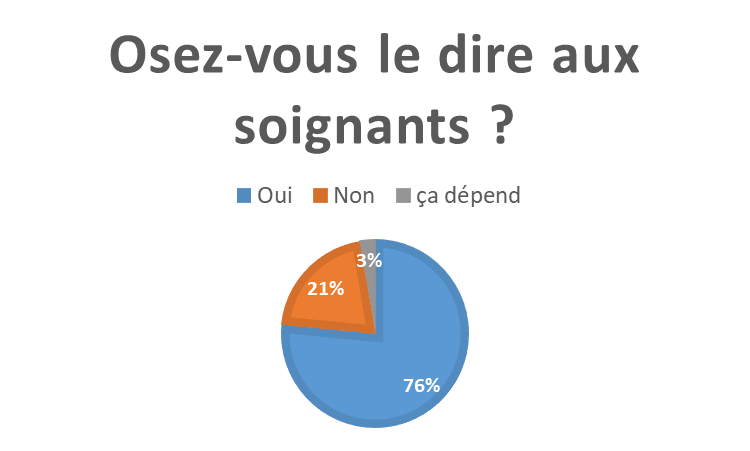 Osez-vous le dire aux
soignants ?
Oui Non ça dépend
3%
21%
76%